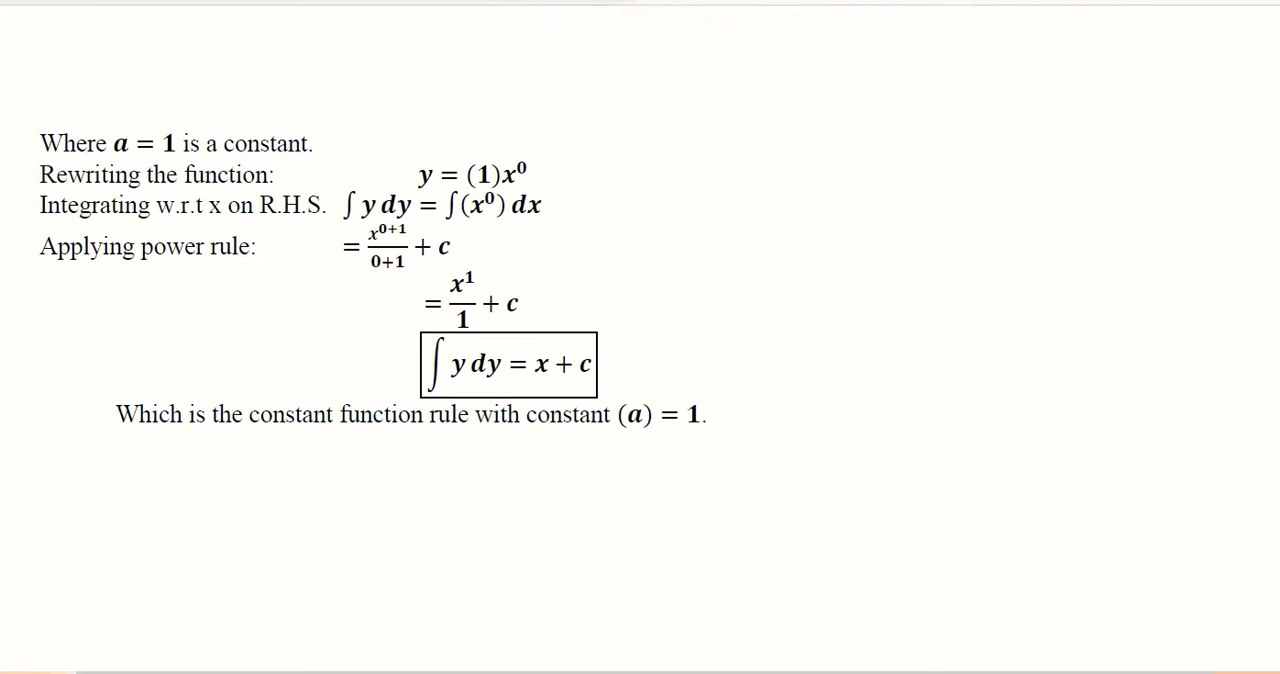 Where a = 1 is a constant.
Rewriting the function: y = (1)x⁰
Integrating w.r.t x on R.H.S. ∫ y dy = ∫(x⁰) dx
Applying power rule: = x⁰⁺¹/0+1 + c
= x¹/1 + c
∫ y dy = x + c
Which is the constant function rule with constant (a) = 1.